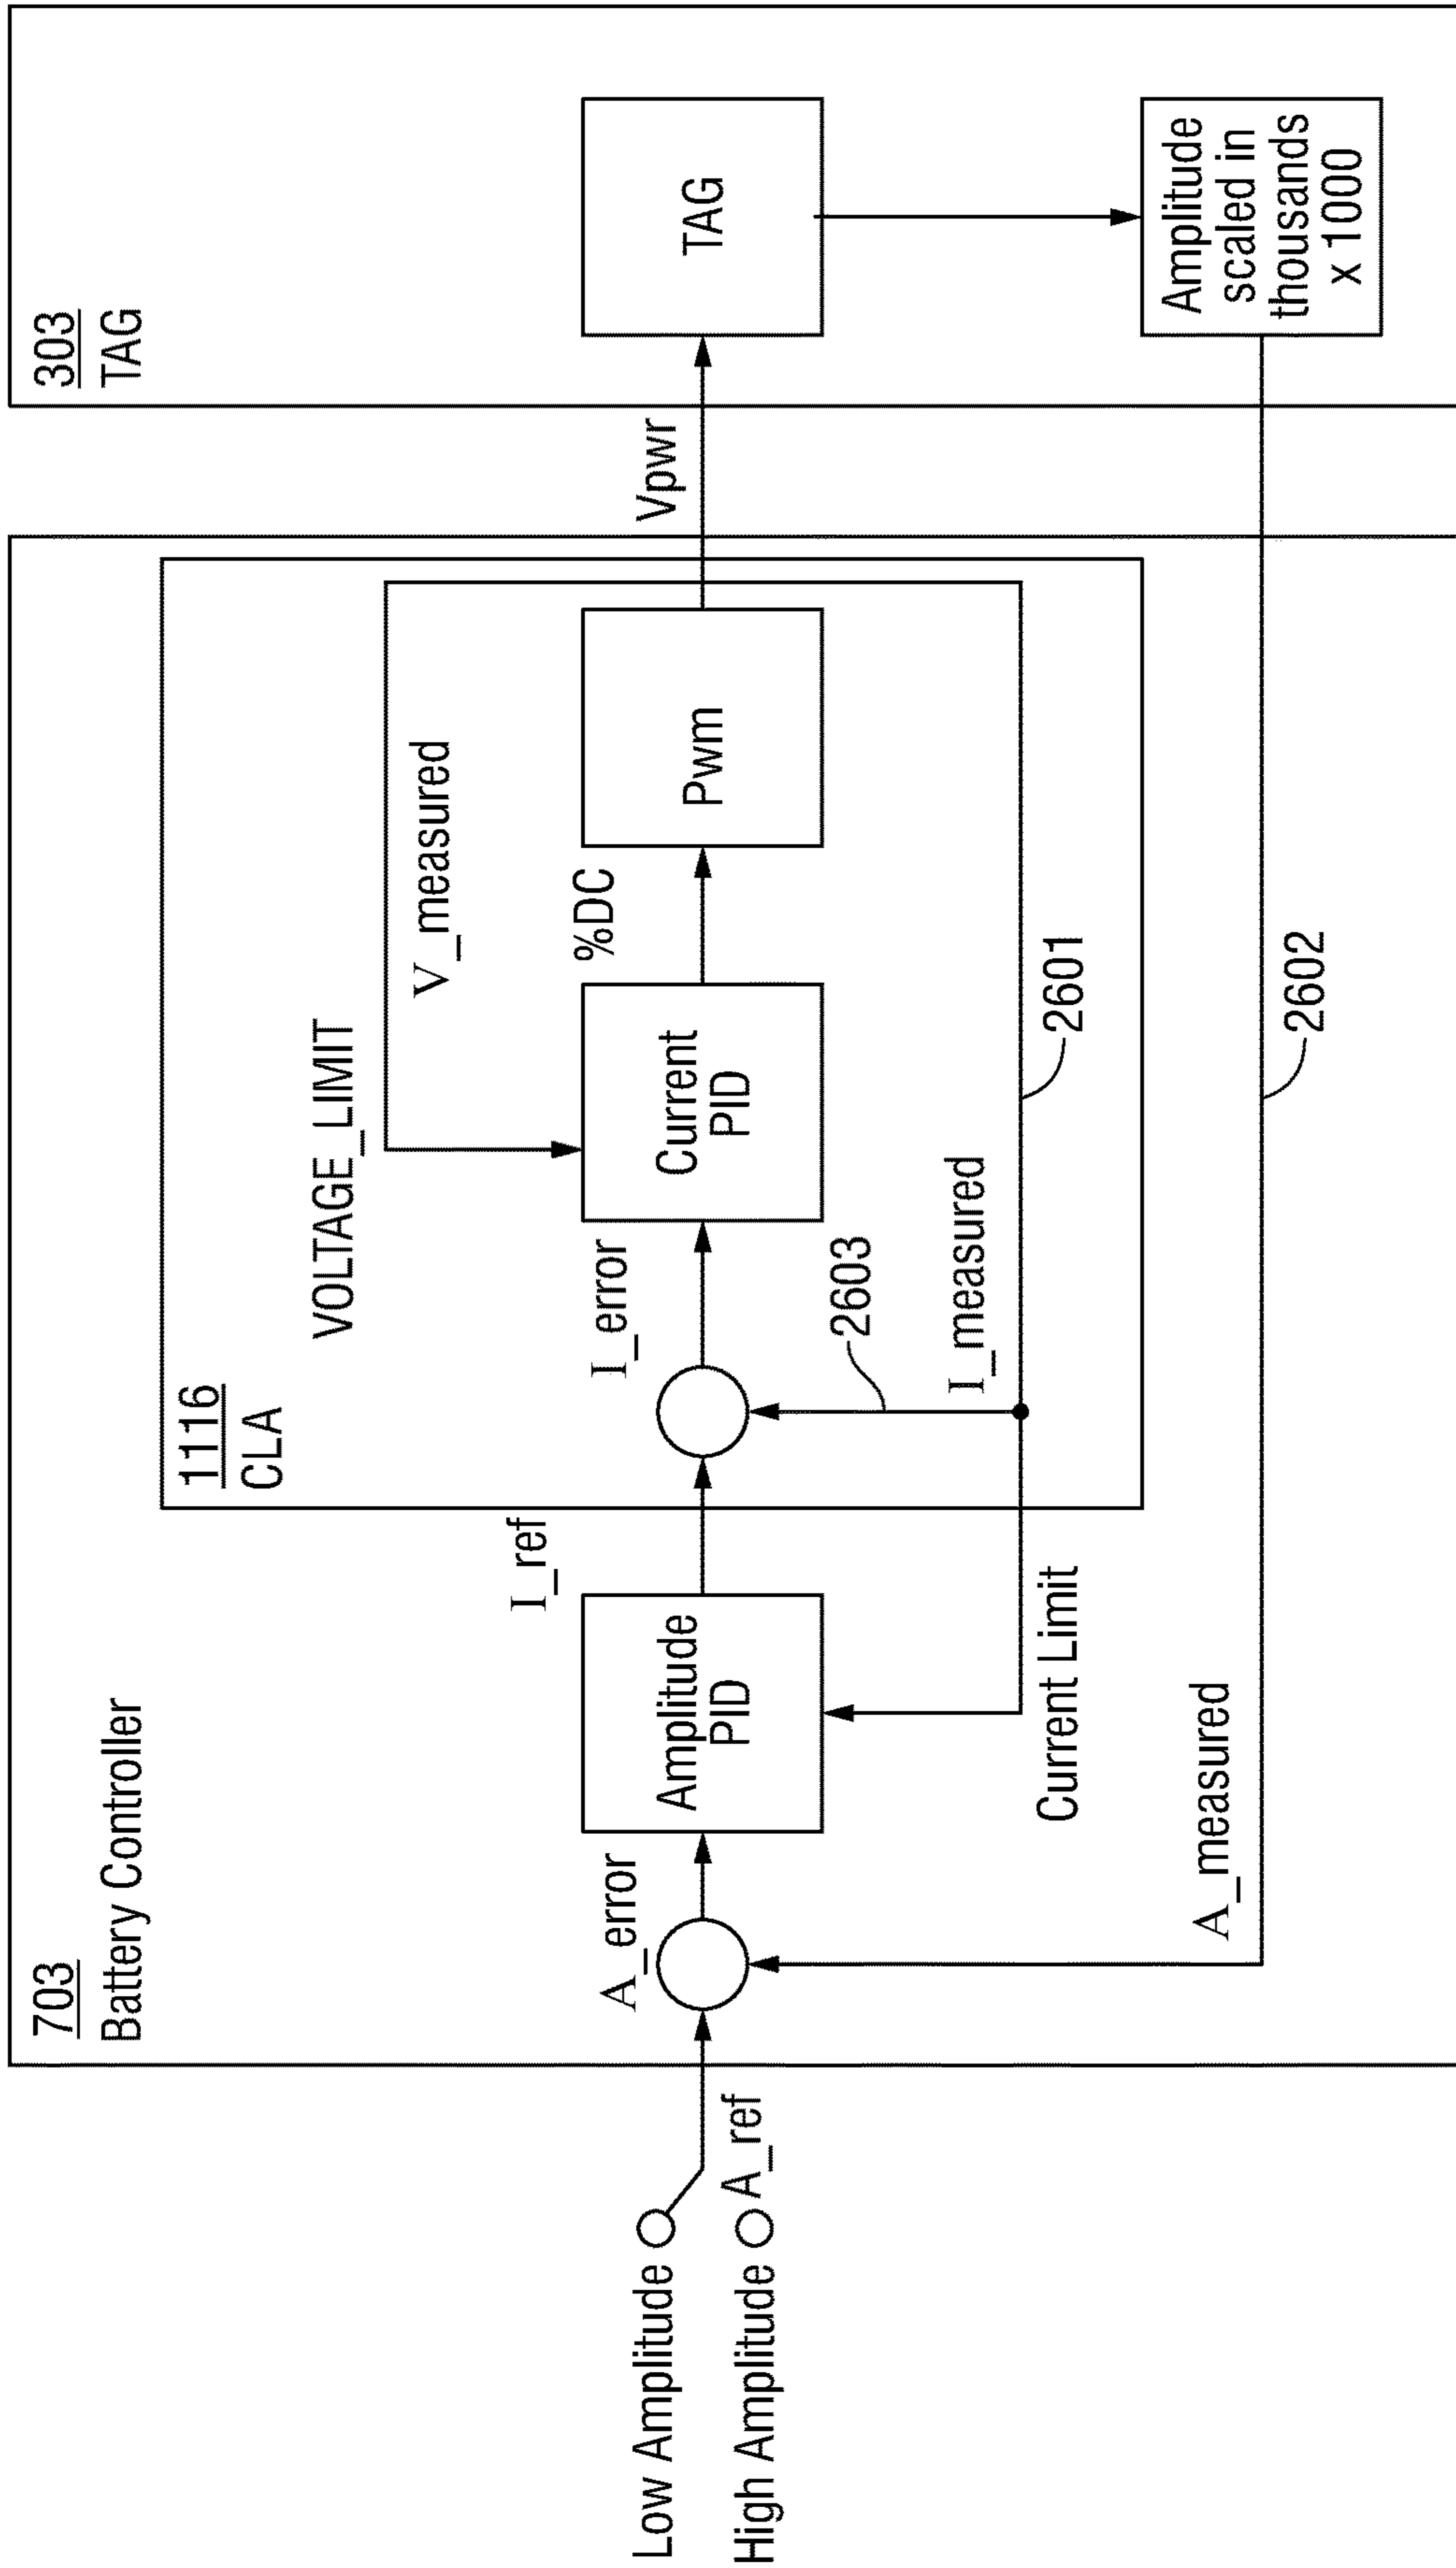 703
Battery Controller
303
TAG
1116
CLA
VOLTAGE_LIMIT
V_measured
I_ref
A_error
I_error
%DC
Vpwr
Low Amplitude
High Amplitude
A_ref
Amplitude
PID
Current
PID
Pwm
TAG
2603
I_measured
2601
Current Limit
A_measured
2602
Amplitude
scaled in
thousands
x 1000